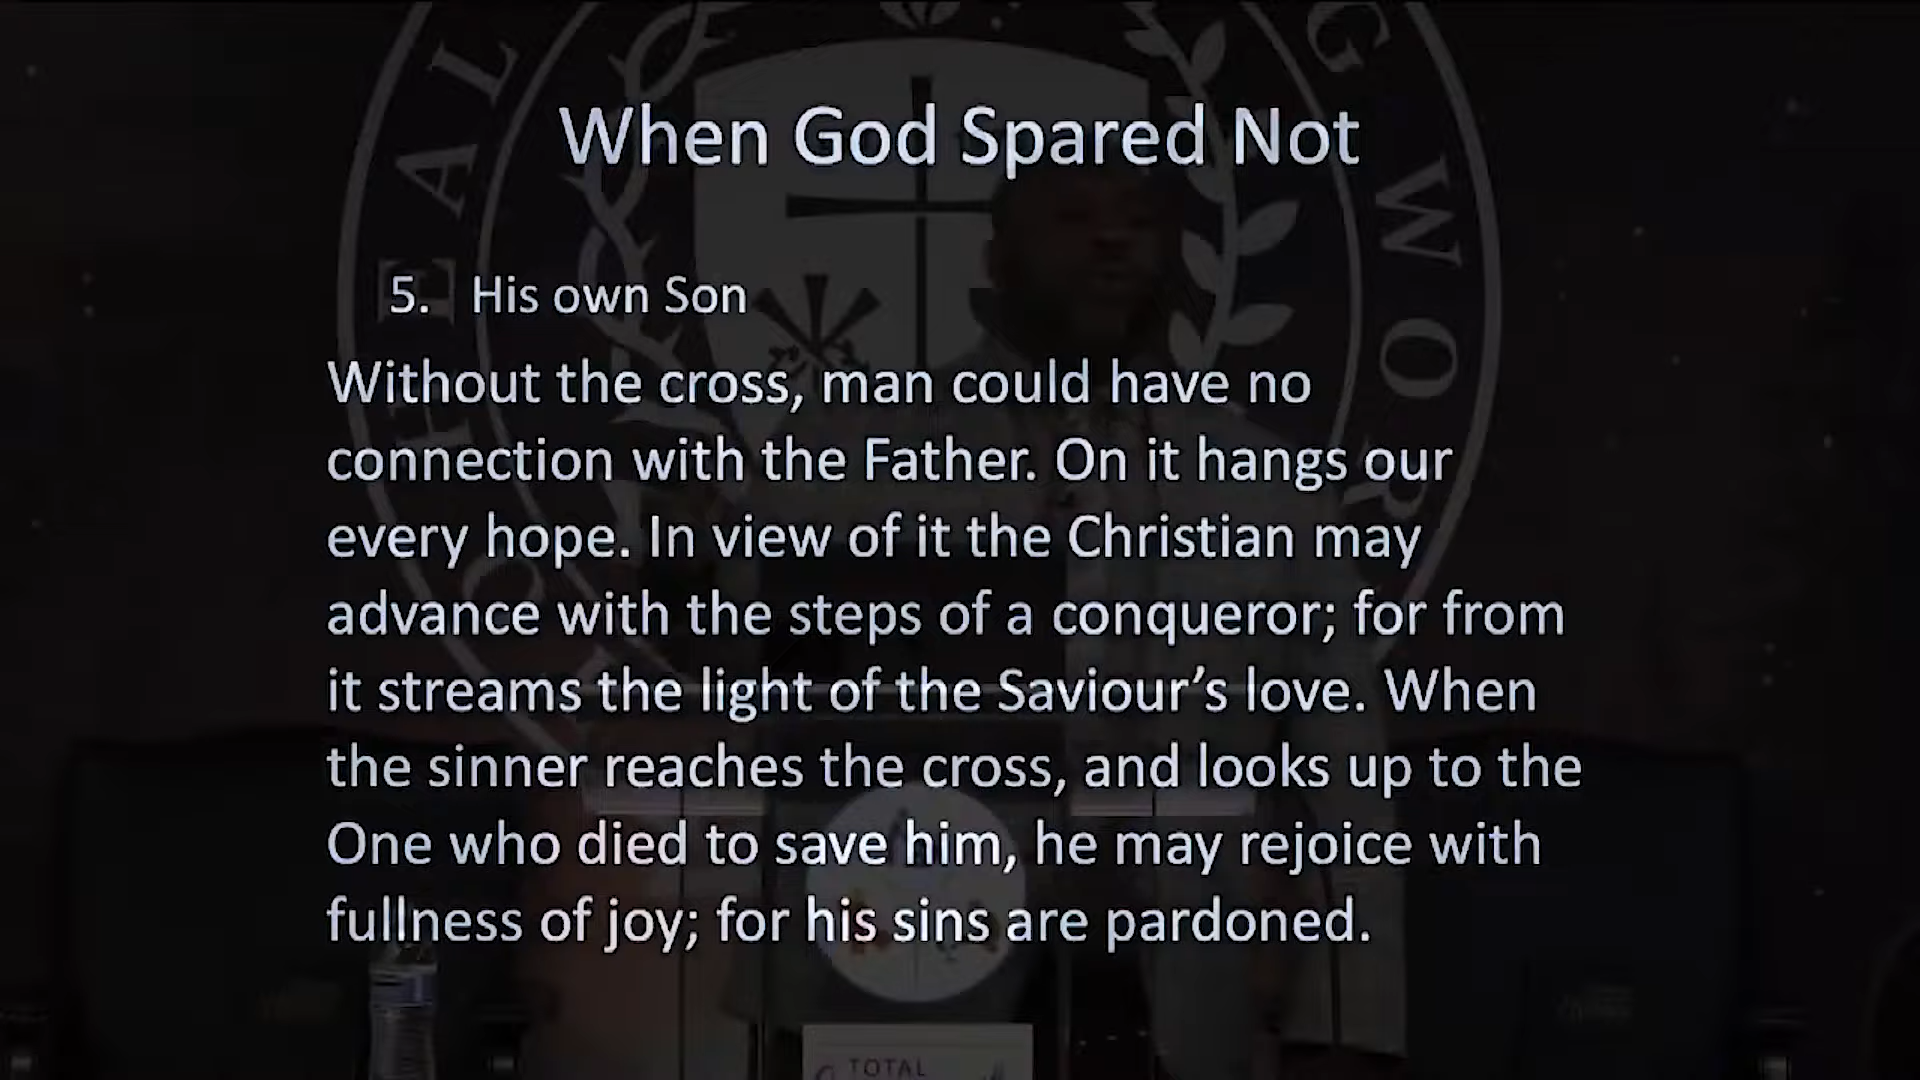 When God Spared Not
5. His own Son
Without the cross, man could have no
connection with the Father. On it hangs our
every hope. In view of it the Christian may
advance with the steps of a conqueror; for from
it streams the light of the Saviour’s love. When
the sinner reaches the cross, and looks up to the
One who died to save him, he may rejoice with
fullness of joy; for his sins are pardoned.
TOTAL